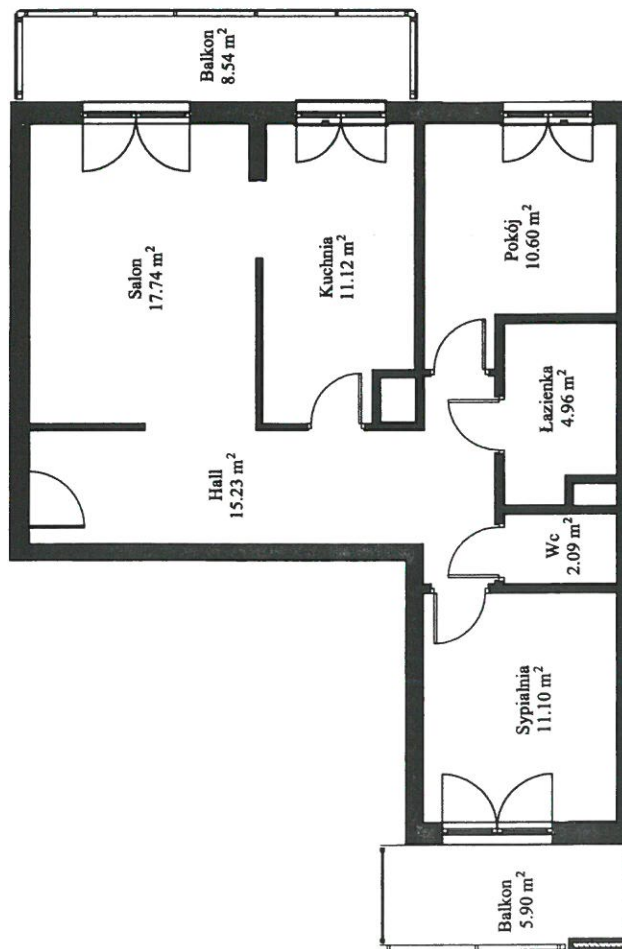 Balkon
8.54 m²
Salon
17.74 m²
Kuchnia
11.12 m²
Pokój
10.60 m²
Łazienka
4.96 m²
Hall
15.23 m²
Wc
2.09 m²
Sypialnia
11.10 m²
Balkon
5.90 m²